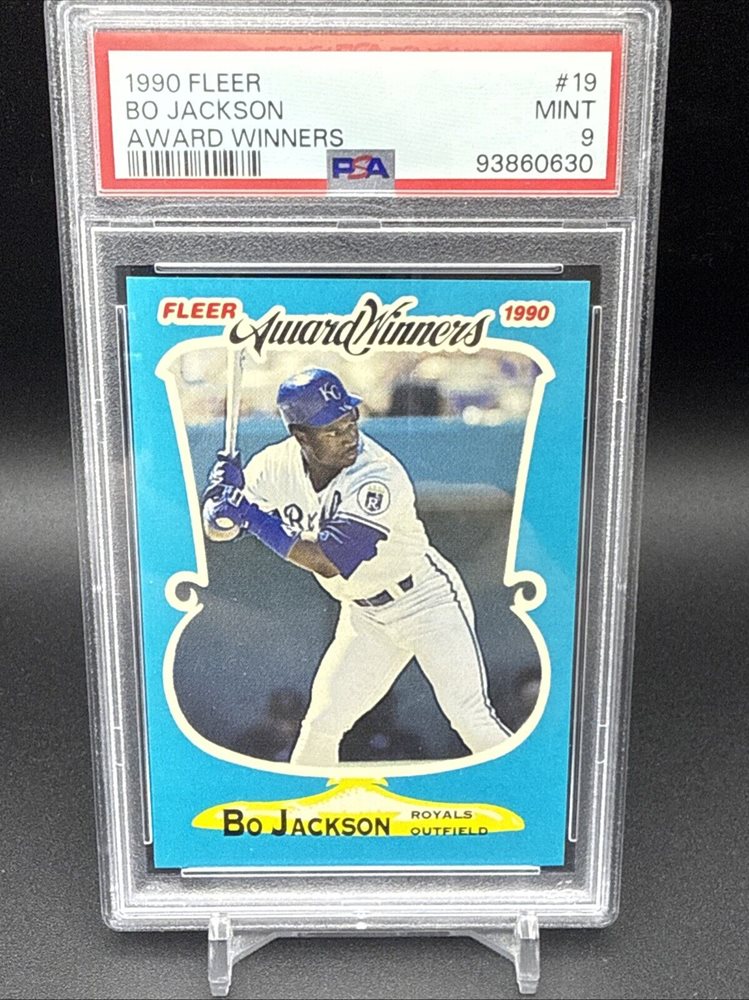 1990 FLEER #19
BO JACKSON MINT
AWARD WINNERS 9
PSA 93860630
FLEER Award Winners 1990
KC
Royal
R
BO JACKSON
ROYALS
OUTFIELD